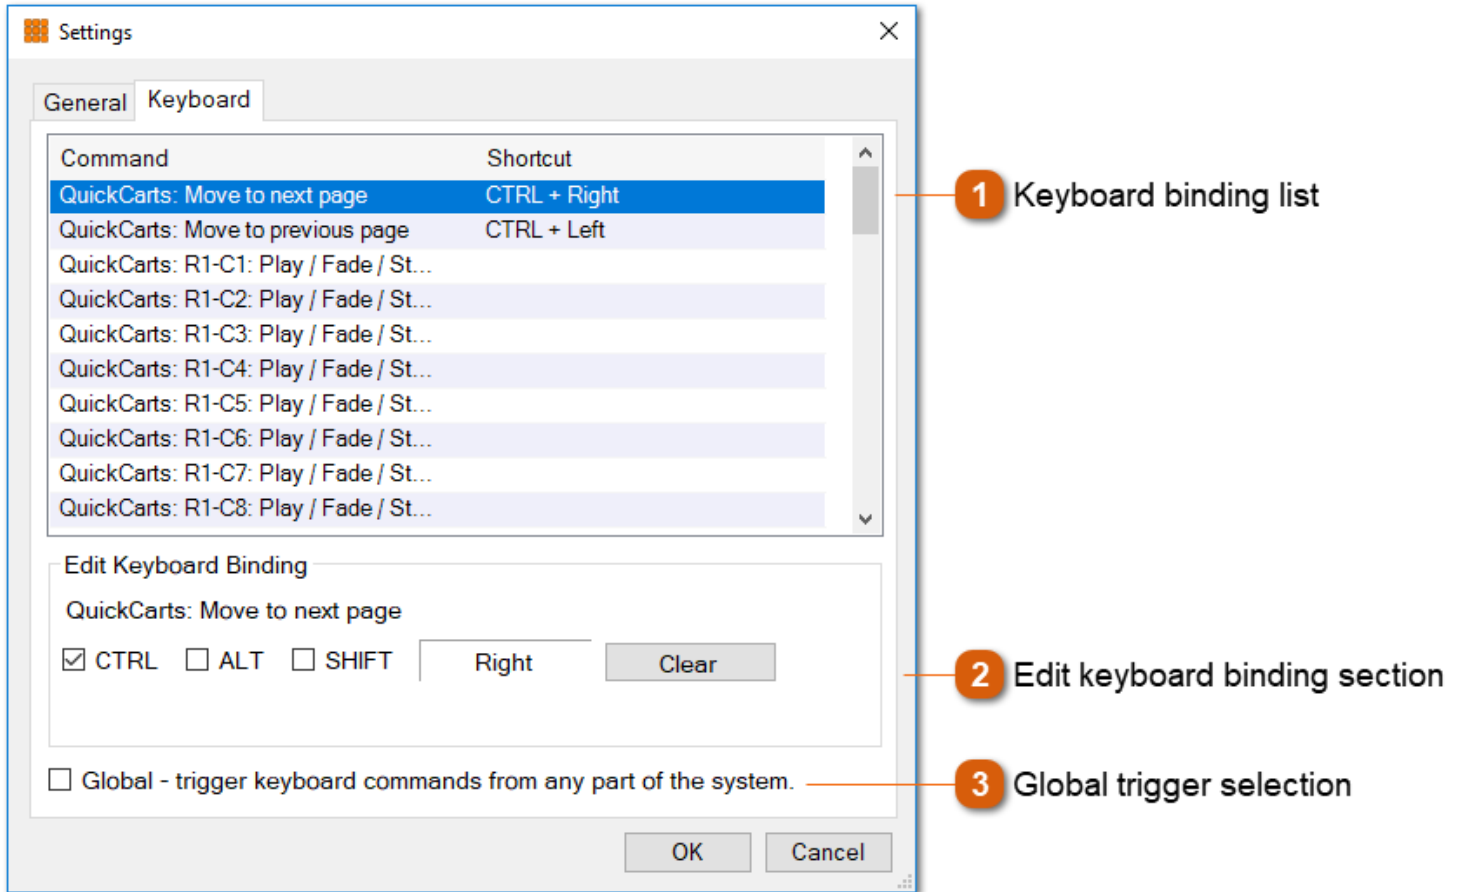 Settings
General Keyboard
Command Shortcut
QuickCarts: Move to next page CTRL + Right
1 Keyboard binding list
QuickCarts: Move to previous page CTRL + Left
QuickCarts: R1-C1: Play / Fade / St...
QuickCarts: R1-C2: Play / Fade / St...
QuickCarts: R1-C3: Play / Fade / St...
QuickCarts: R1-C4: Play / Fade / St...
QuickCarts: R1-C5: Play / Fade / St...
QuickCarts: R1-C6: Play / Fade / St...
QuickCarts: R1-C7: Play / Fade / St...
QuickCarts: R1-C8: Play / Fade / St...
Edit Keyboard Binding
QuickCarts: Move to next page
CTRL ALT SHIFT Right Clear
2 Edit keyboard binding section
Global - trigger keyboard commands from any part of the system.
3 Global trigger selection
OK Cancel